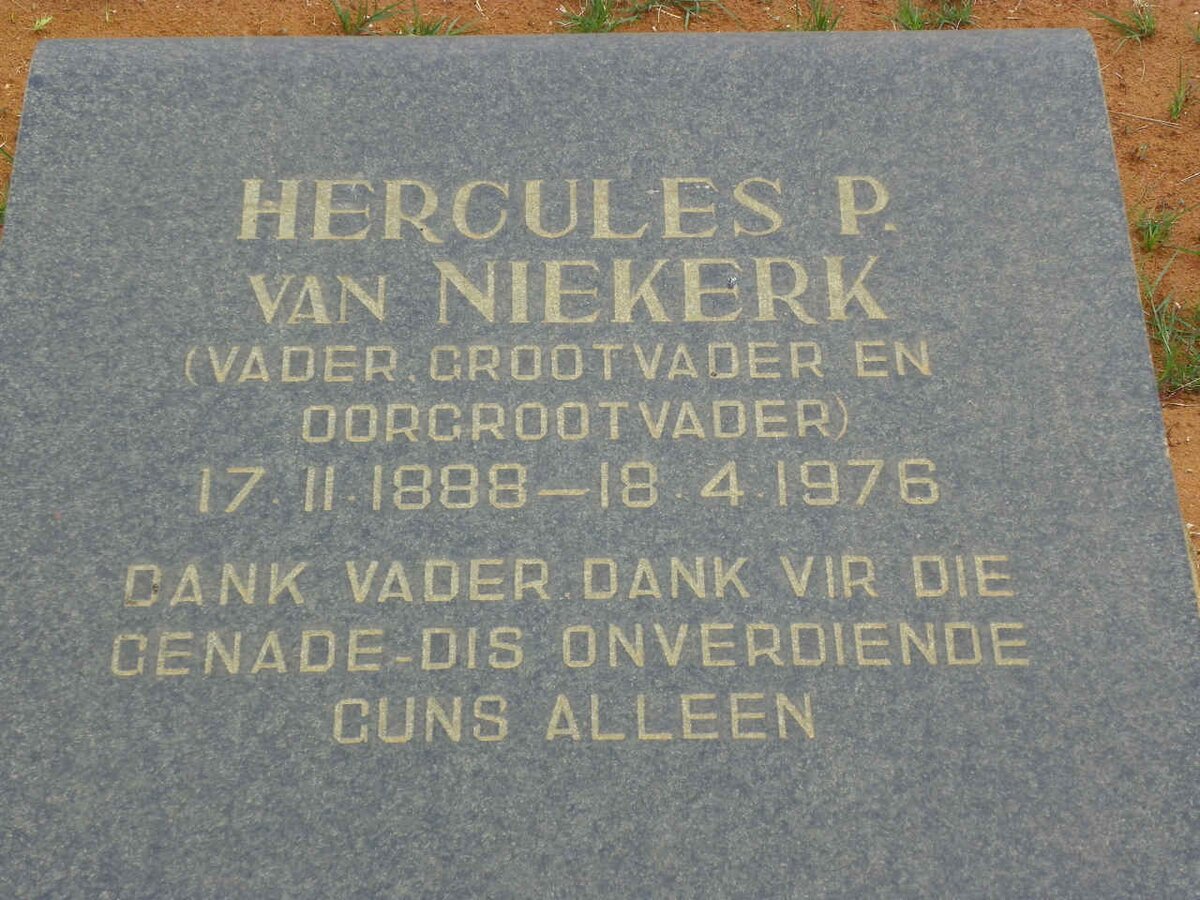 HERCULES P.
VAN NIEKERK
(VADER, GROOTVADER EN
OORGROOTVADER)
17.11.1888—18.4.1976
DANK VADER DANK VIR DIE
GENADE-DIS ONVERDIENDE
GUNS ALLEEN